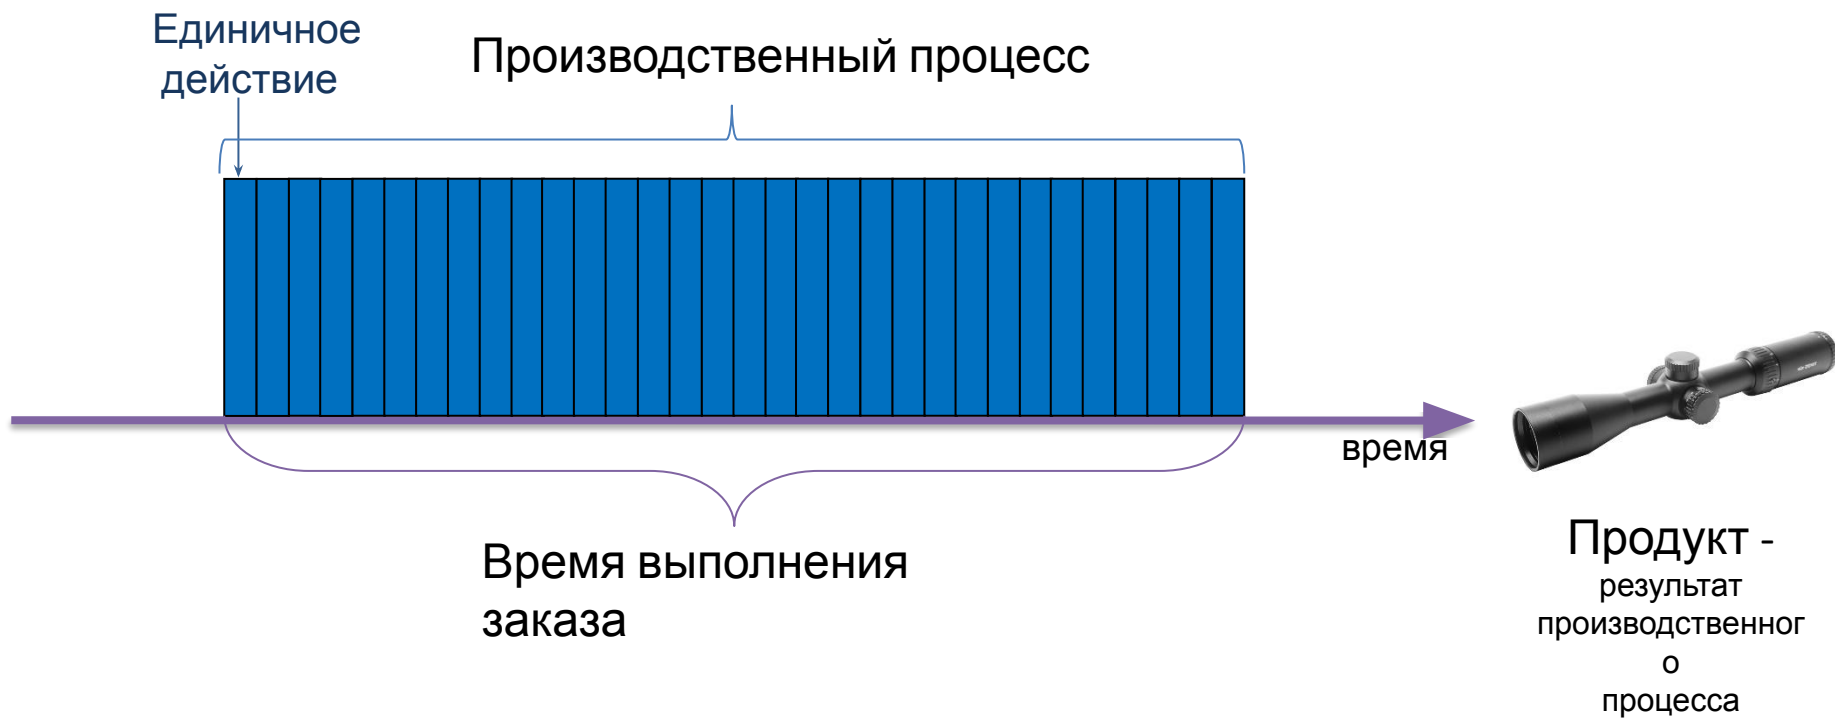 Единичное
действие
Производственный процесс
время
Время выполнения
заказа
Продукт -
результат
производственног
о
процесса